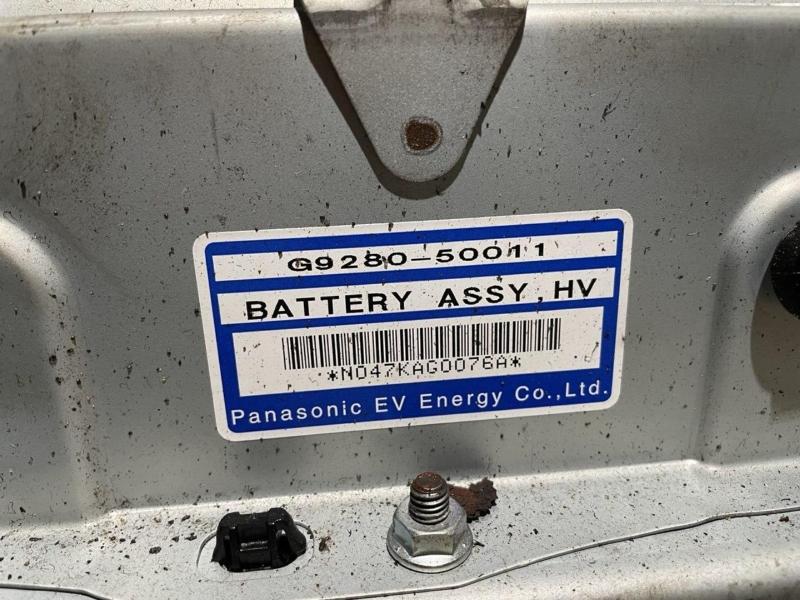 G9280-50011
BATTERY ASSY, HV
*N047KAG0076A*
Panasonic EV Energy Co.,Ltd.